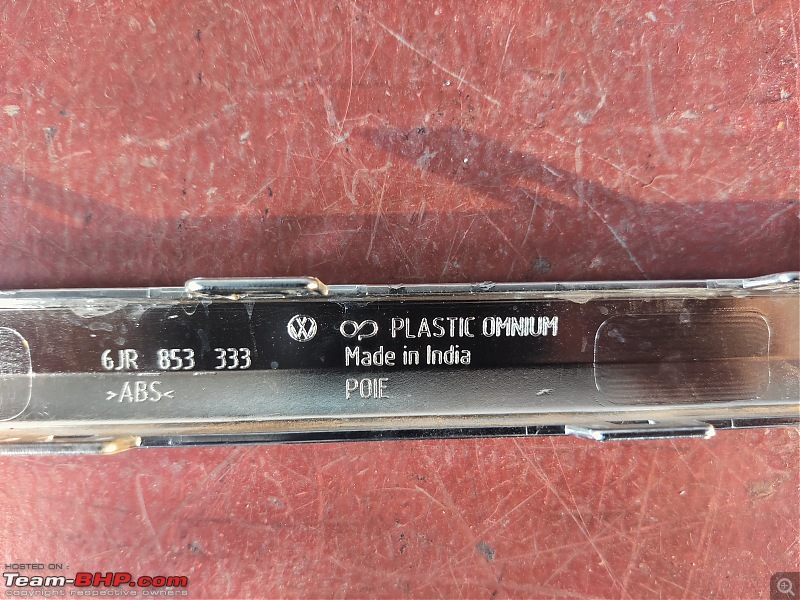 PLASTIC OMNIUM
6JR 853 333
Made in India
>ABS<
POIE
HOSTED ON :
Team-BHP.com
copyright respective owners